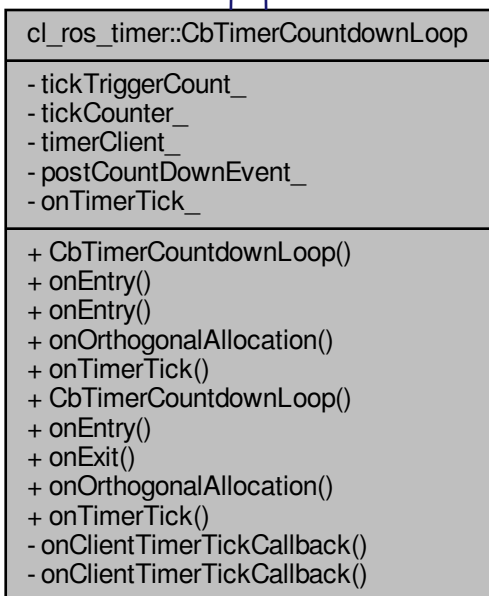 cl_ros_timer::CbTimerCountdownLoop
- tickTriggerCount_
- tickCounter_
- timerClient_
- postCountDownEvent_
- onTimerTick_
+ CbTimerCountdownLoop()
+ onEntry()
+ onEntry()
+ onOrthogonalAllocation()
+ onTimerTick()
+ CbTimerCountdownLoop()
+ onEntry()
+ onExit()
+ onOrthogonalAllocation()
+ onTimerTick()
- onClientTimerTickCallback()
- onClientTimerTickCallback()